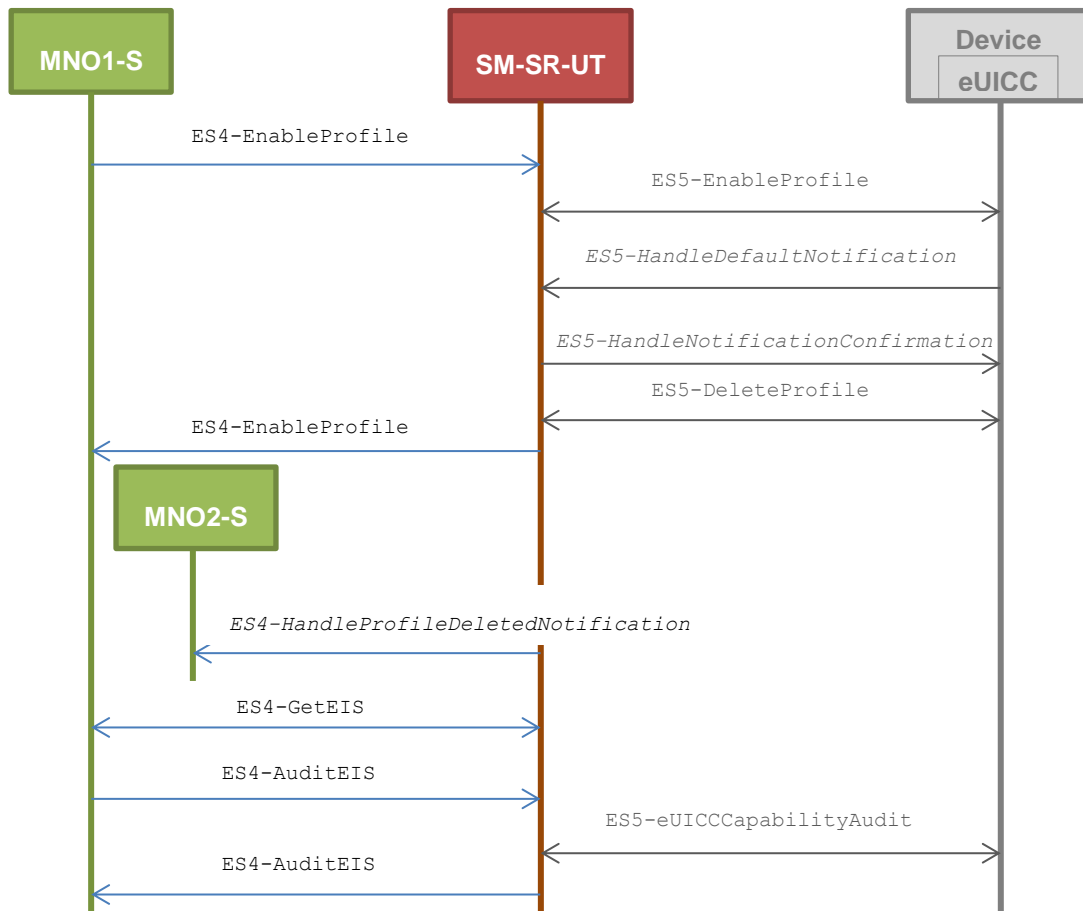 MNO1-S
SM-SR-UT
Device
eUICC
ES4-EnableProfile
ES5-EnableProfile
ES5-HandleDefaultNotification
ES5-HandleNotificationConfirmation
ES5-DeleteProfile
ES4-EnableProfile
MNO2-S
ES4-HandleProfileDeletedNotification
ES4-GetEIS
ES4-AuditEIS
ES5-eUICCCapabilityAudit
ES4-AuditEIS